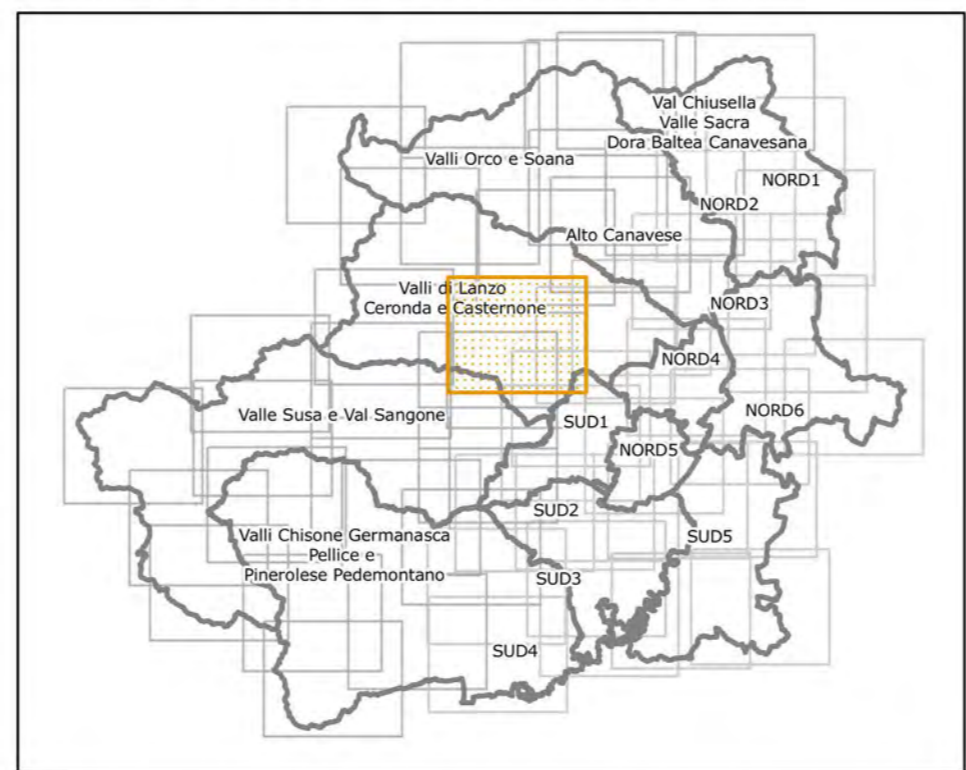 Val Chiusella
Valle Sacra
Dora Baltea Canavesana
Valli Orco e Soana
NORD1
NORD2
Alto Canavese
Valli di Lanzo
Ceronda e Casternone
NORD3
NORD4
Valle Susa e Val Sangone
SUD1
NORD6
NORD5
SUD2
Valli Chisone Germanasca
Pellice e
Pinerolese Pedemontano
SUD5
SUD3
SUD4